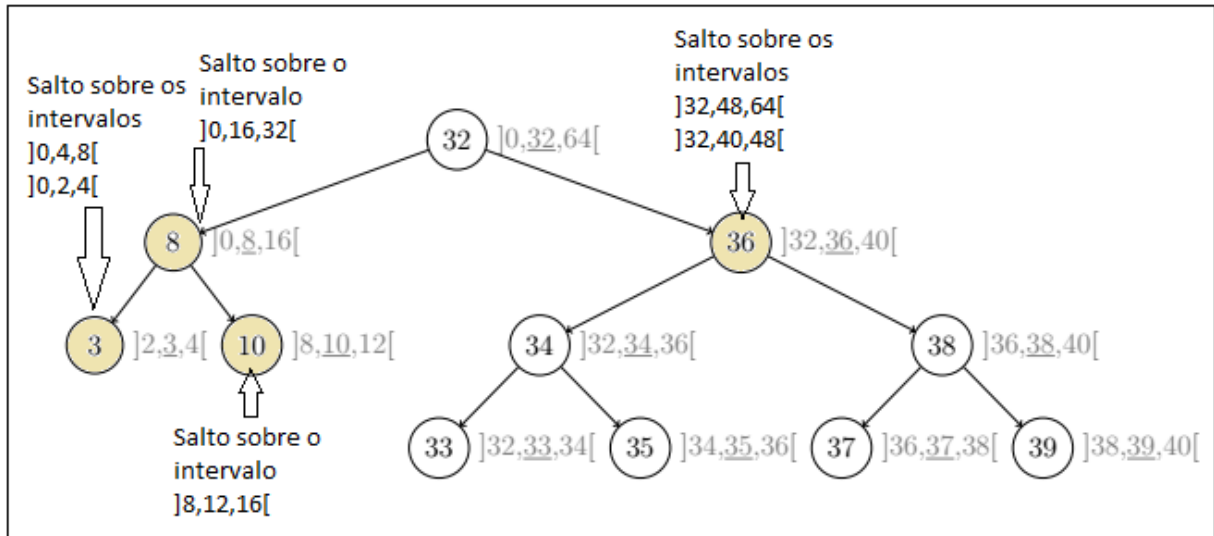 Salto sobre os
intervalos
]0,4,8[
]0,2,4[
Salto sobre o
intervalo
]0,16,32[
Salto sobre os
intervalos
]32,48,64[
]32,40,48[
32 ]0,32,64[
8 ]0,8,16[
36 ]32,36,40[
3 ]2,3,4[
10 ]8,10,12[
34 ]32,34,36[
38 ]36,38,40[
Salto sobre o
intervalo
]8,12,16[
33 ]32,33,34[
35 ]34,35,36[
37 ]36,37,38[
39 ]38,39,40[